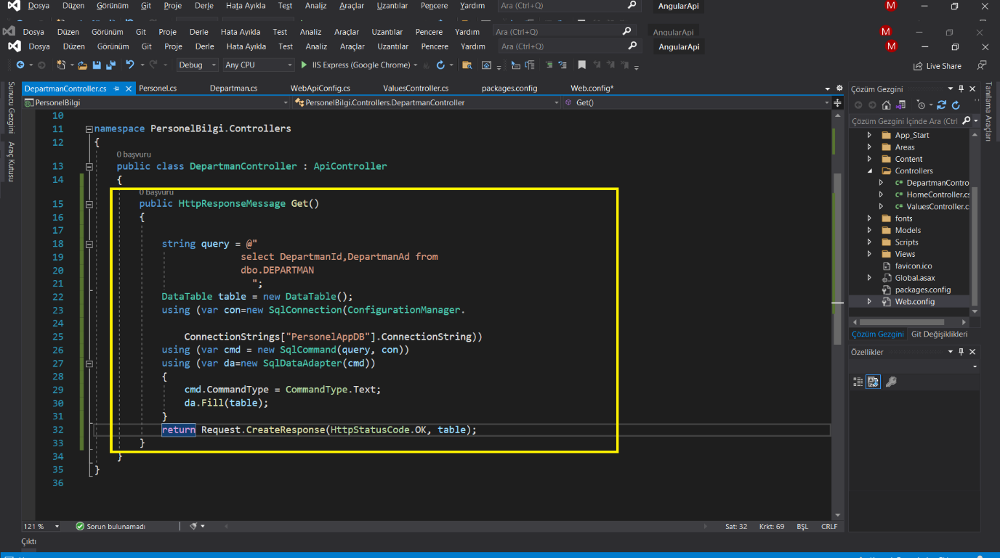 Dosya Düzen Görünüm Git Proje Derle Hata Ayıkla Test Analiz Araçlar Uzantılar Pencere Yardım Ara (Ctrl+Q) AngularApi M
Dosya Düzen Görünüm Git Proje Derle Hata Ayıkla Test Analiz Araçlar Uzantılar Pencere Yardım Ara (Ctrl+Q) AngularApi M
Dosya Düzen Görünüm Git Proje Derle Hata Ayıkla Test Analiz Araçlar Uzantılar Pencere Yardım Ara (Ctrl+Q) AngularApi M
Debug Any CPU IIS Express (Google Chrome) Live Share
Sunucu Gezgini
Araç Kutusu
DepartmanController.cs Personel.cs Departman.cs WebApiConfig.cs ValuesController.cs packages.config Web.config*
PersonelBilgi PersonelBilgi.Controllers.DepartmanController Get()
10
11 namespace PersonelBilgi.Controllers
12 {
0 başvuru
13 public class DepartmanController : ApiController
14 {
0 başvuru
15 public HttpResponseMessage Get()
16 {
17
18 string query = @"
19 select DepartmanId,DepartmanAd from
20 dbo.DEPARTMAN
21 ";
22 DataTable table = new DataTable();
23 using (var con=new SqlConnection(ConfigurationManager.
24
25 ConnectionStrings["PersonelAppDB"].ConnectionString))
26 using (var cmd = new SqlCommand(query, con))
27 using (var da=new SqlDataAdapter(cmd))
28 {
29 cmd.CommandType = CommandType.Text;
30 da.Fill(table);
31 }
32 return Request.CreateResponse(HttpStatusCode.OK, table);
33 }
34 }
35 }
36
121 % Sorun bulunamadı Sat: 32 Krkt: 69 BŞL CRLF
Çıktı
Çözüm Gezgini
Çözüm Gezgini İçinde Ara (Ctrl
App_Start
Areas
Content
Controllers
C# DepartmanContro
C# HomeController.cs
C# ValuesController.c
fonts
Models
Scripts
Views
favicon.ico
Global.asax
packages.config
Web.config
Çözüm Gezgini Git Değişiklikleri
Özellikler
Tanılama Araçları